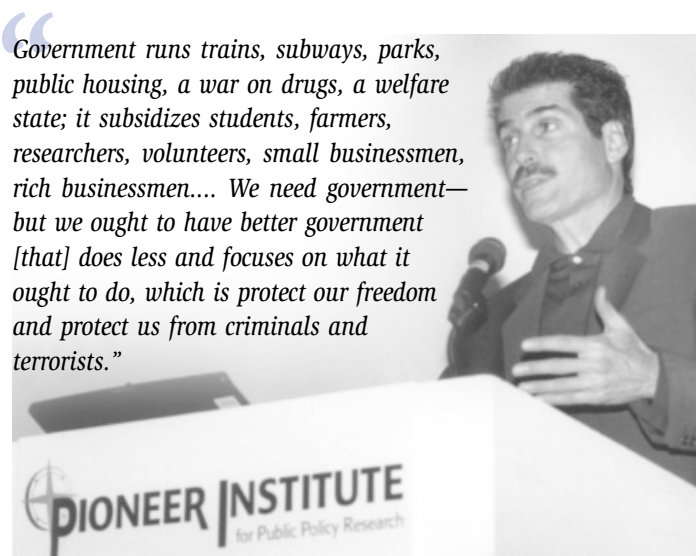 “
Government runs trains, subways, parks,
public housing, a war on drugs, a welfare
state; it subsidizes students, farmers,
researchers, volunteers, small businessmen,
rich businessmen.... We need government—
but we ought to have better government
[that] does less and focuses on what it
ought to do, which is protect our freedom
and protect us from criminals and
terrorists.”
PIONEER INSTITUTE
for Public Policy Research